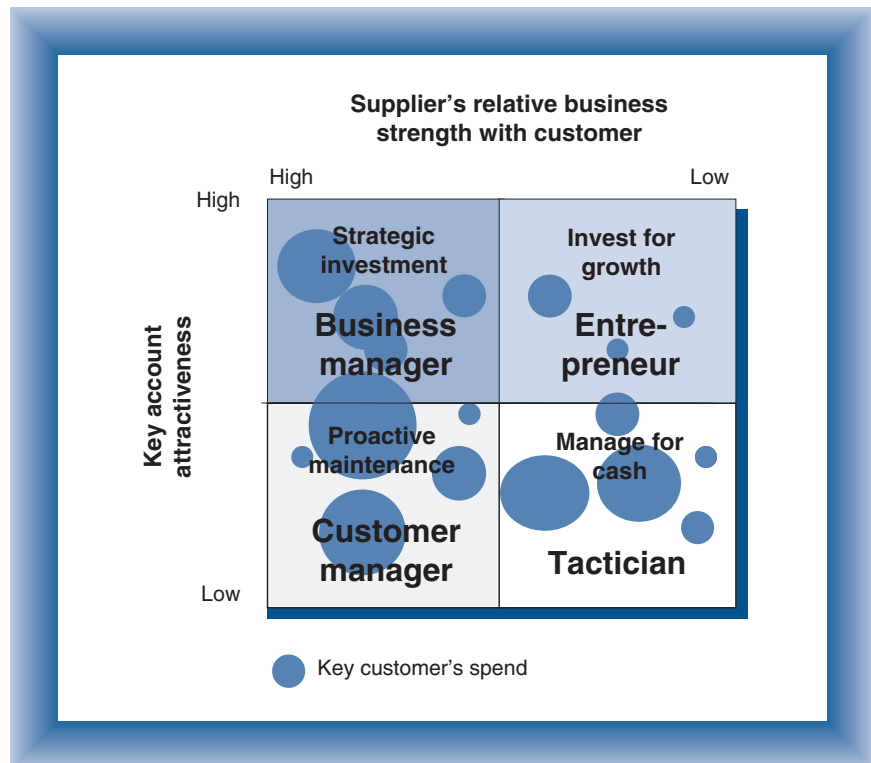 Supplier's relative business
strength with customer
High
Low
High
Key account
attractiveness
Low
Strategic
investment
Business
manager
Invest for
growth
Entre-
preneur
Proactive
maintenance
Customer
manager
Manage for
cash
Tactician
Key customer's spend